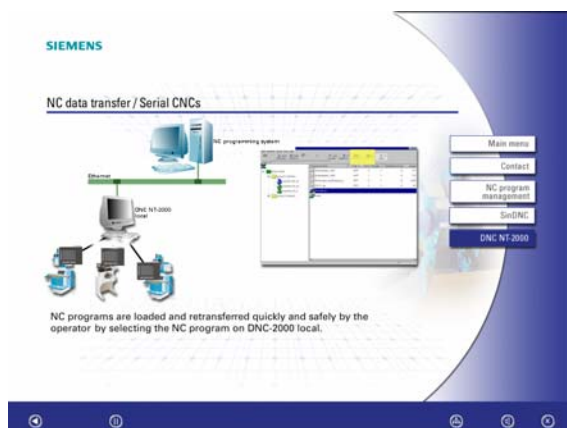 SIEMENS
NC data transfer / Serial CNCs
NC programming system
Ethernet
DNC NT-2000
local
Main menu
Contact
NC program
management
SinDNC
DNC NT-2000
NC programs are loaded and retransferred quickly and safely by the
operator by selecting the NC program on DNC-2000 local.